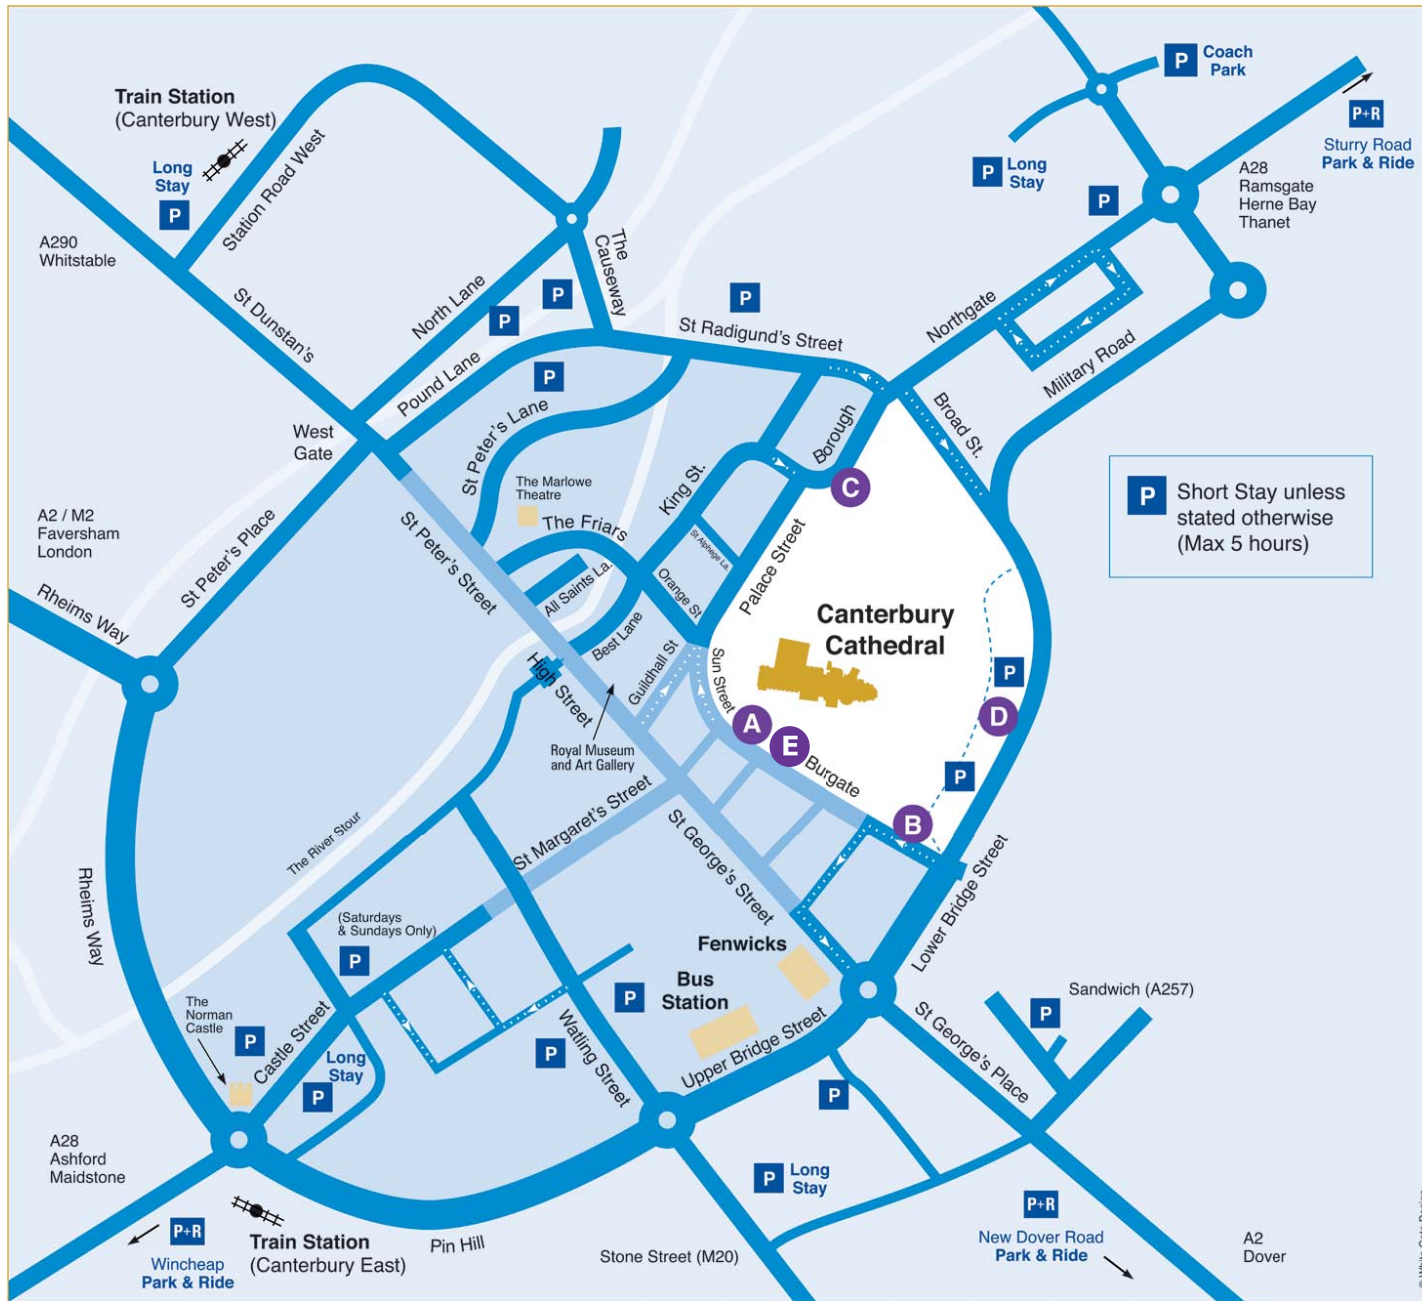 Train Station
(Canterbury West)
Long
Stay
P
Station Road West
P
Coach
Park
P+R
Sturry Road
Park & Ride
P
Long
Stay
P
A28
Ramsgate
Herne Bay
Thanet
A290
Whitstable
St Dunstan's
North Lane
The
Causeway
P
P
P
St Radigund's Street
Northgate
Military Road
Pound Lane
P
St Peter's Lane
Borough
Broad St.
West
Gate
King St.
C
The Marlowe
Theatre
The Friars
P
Short Stay unless
stated otherwise
(Max 5 hours)
A2 / M2
Faversham
London
St Peter's Place
St Peter's Street
St Alphege La.
Palace Street
Rheims Way
All Saints La.
Orange St
Best Lane
Canterbury
Cathedral
Guildhall St
Sun Street
High Street
P
D
A
E
Royal Museum
and Art Gallery
Burgate
P
B
St Margaret's Street
St George's Street
The River Stour
Rheims Way
Lower Bridge Street
(Saturdays
& Sundays Only)
P
Fenwicks
Bus
Station
P
The
Norman
Castle
P
Castle Street
Long
Stay
P
P
Watling Street
Upper Bridge Street
St George's Place
Sandwich (A257)
P
P
A28
Ashford
Maidstone
P
Long
Stay
P+R
Wincheap
Park & Ride
Train Station
(Canterbury East)
Pin Hill
Stone Street (M20)
P+R
New Dover Road
Park & Ride
A2
Dover